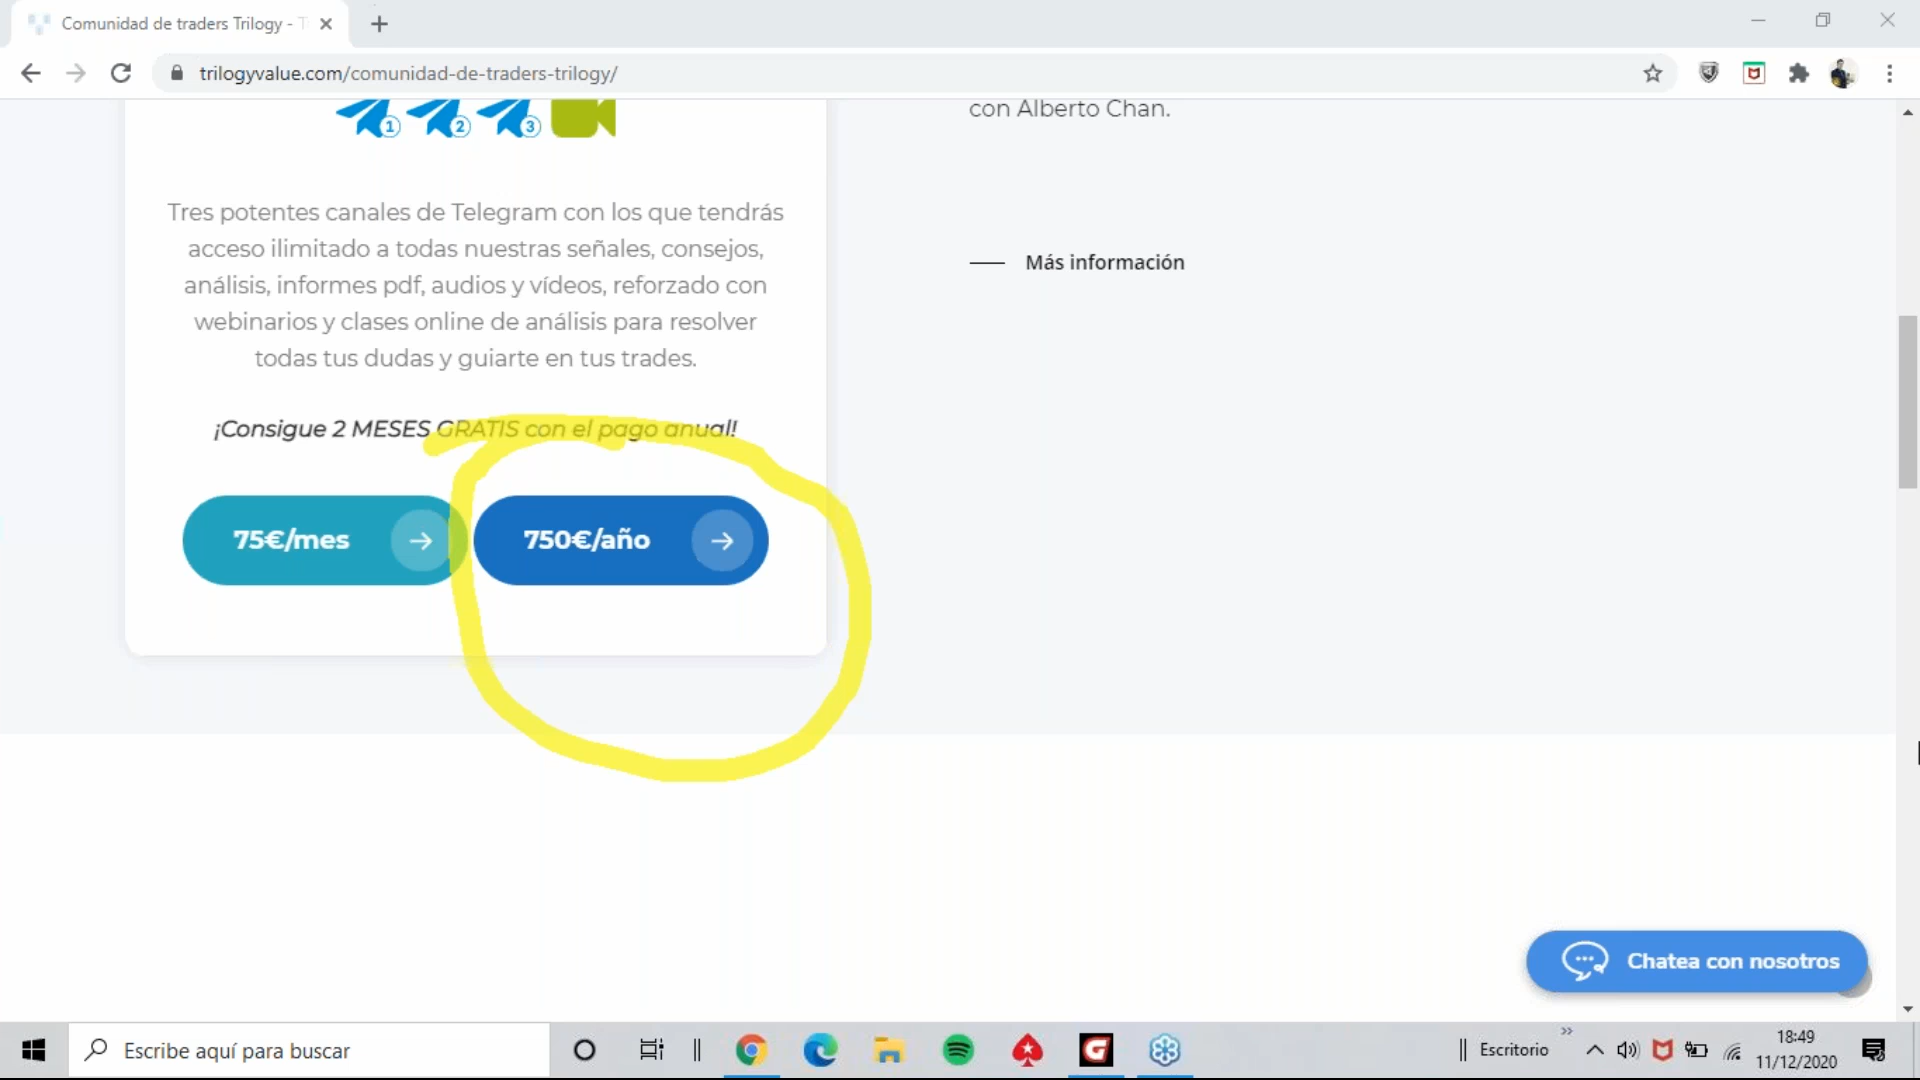 Comunidad de traders Trilogy - T
trilogyvalue.com/comunidad-de-traders-trilogy/
1 2 3
Tres potentes canales de Telegram con los que tendrás
acceso ilimitado a todas nuestras señales, consejos,
análisis, informes pdf, audios y vídeos, reforzado con
webinarios y clases online de análisis para resolver
todas tus dudas y guiarte en tus trades.
¡Consigue 2 MESES GRATIS con el pago anual!
75€/mes
750€/año
con Alberto Chan.
Más información
Chatea con nosotros
Escribe aquí para buscar
Escritorio
18:49
11/12/2020